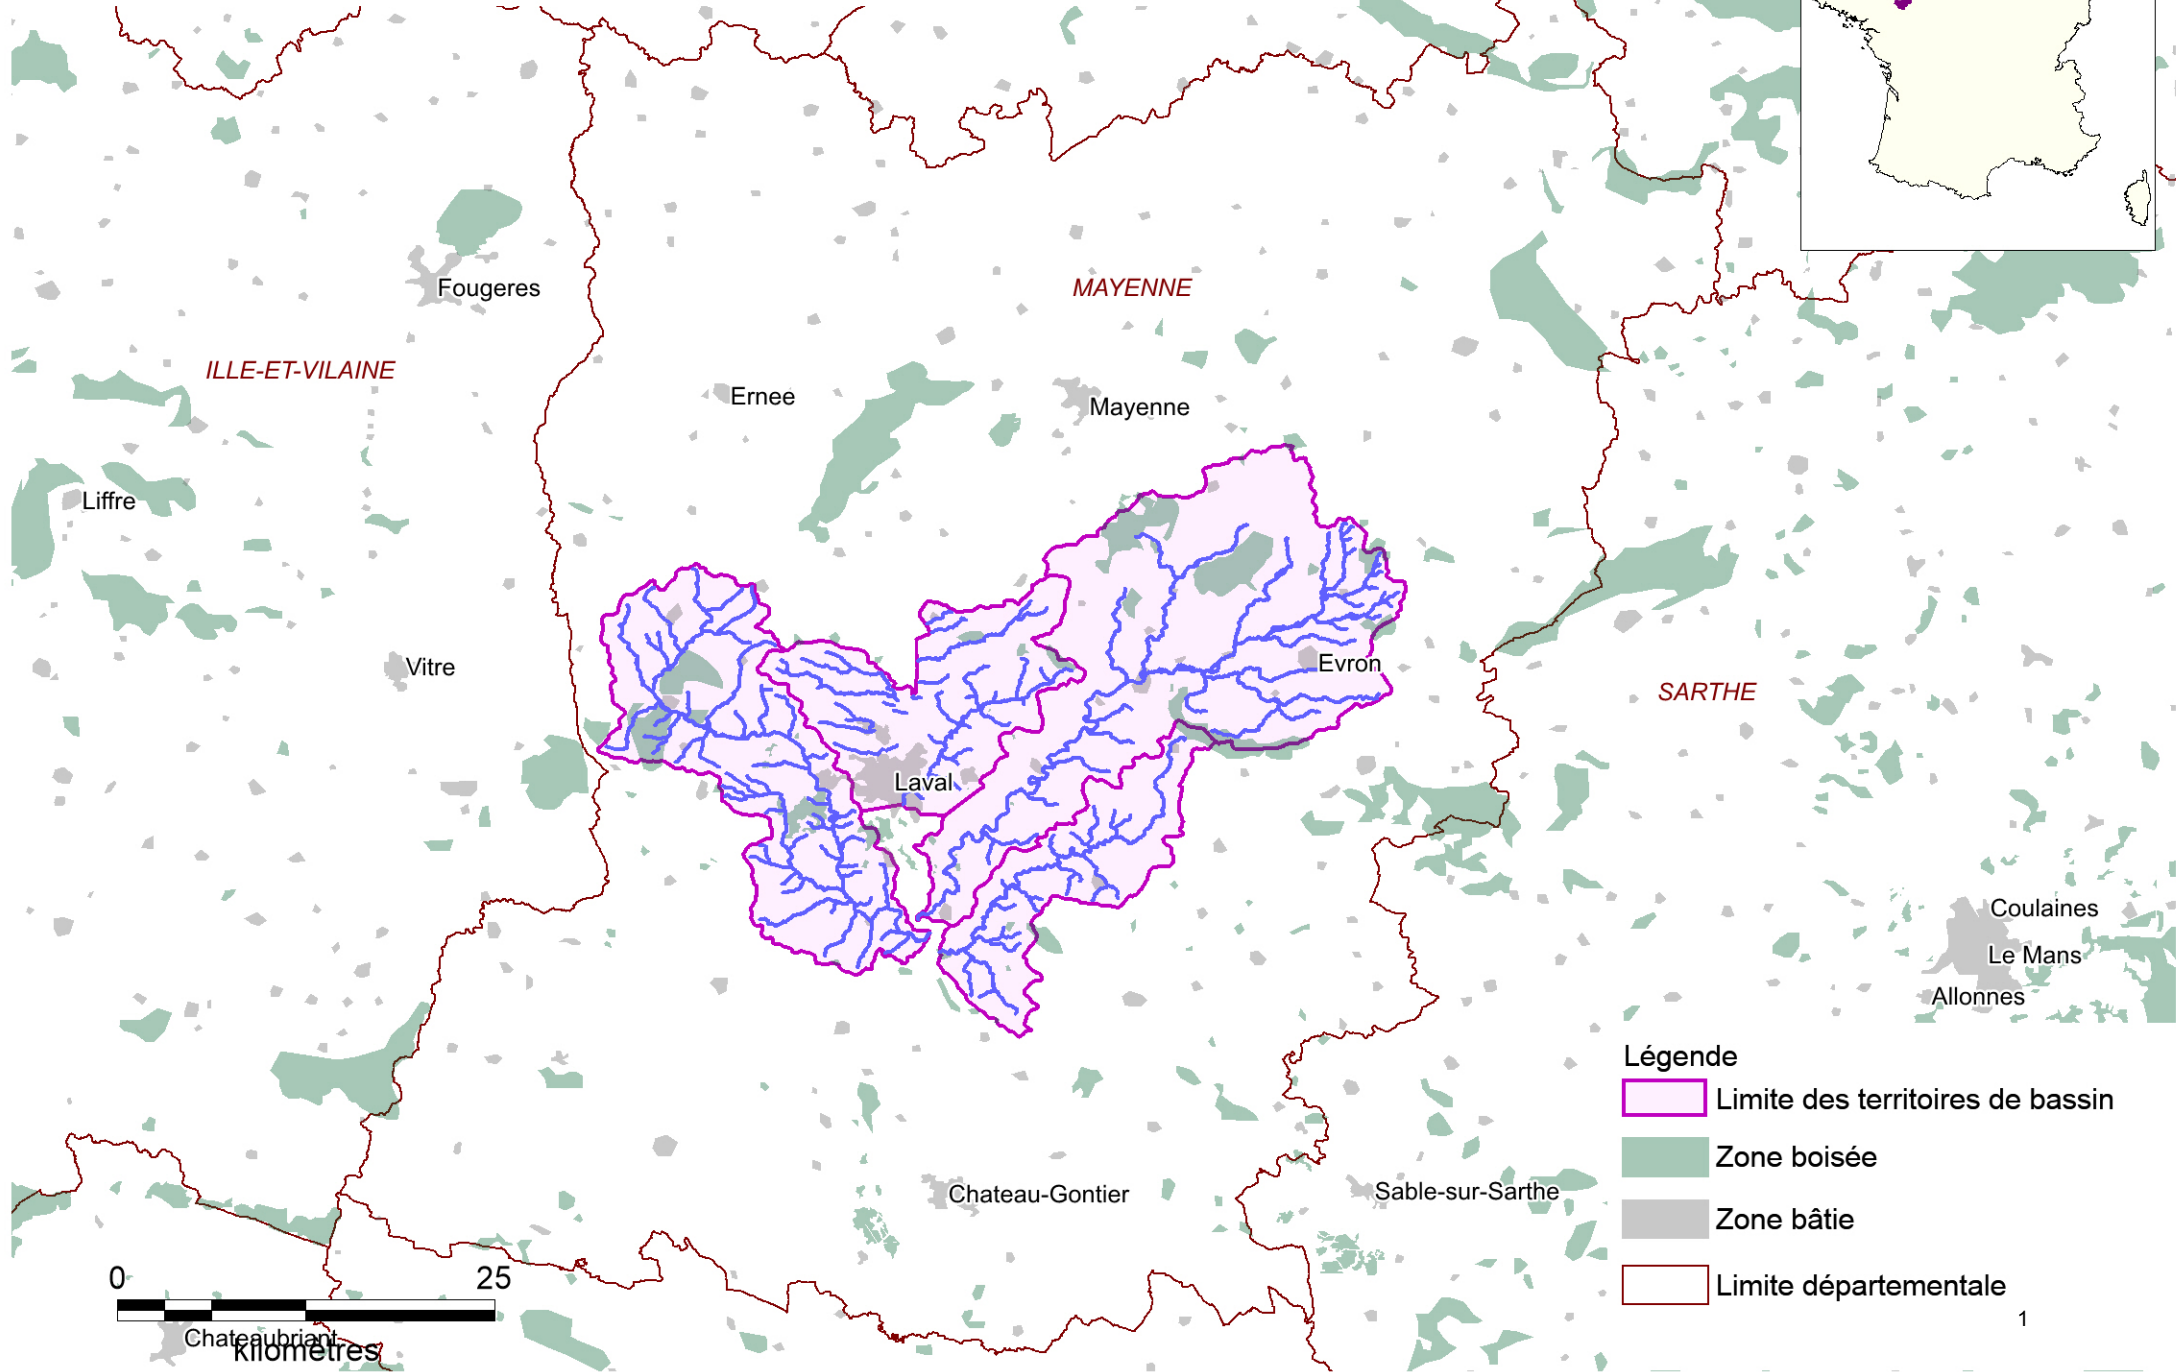 Fougeres
MAYENNE
ILLE-ET-VILAINE
Ernee
Mayenne
Liffre
Vitre
Evron
SARTHE
Laval
Coulaines
Le Mans
Allonnes
Légende
Limite des territoires de bassin
Zone boisée
Chateau-Gontier
Sable-sur-Sarthe
Zone bâtie
0
25
Limite départementale
1
Chateaubriant
kilomètres